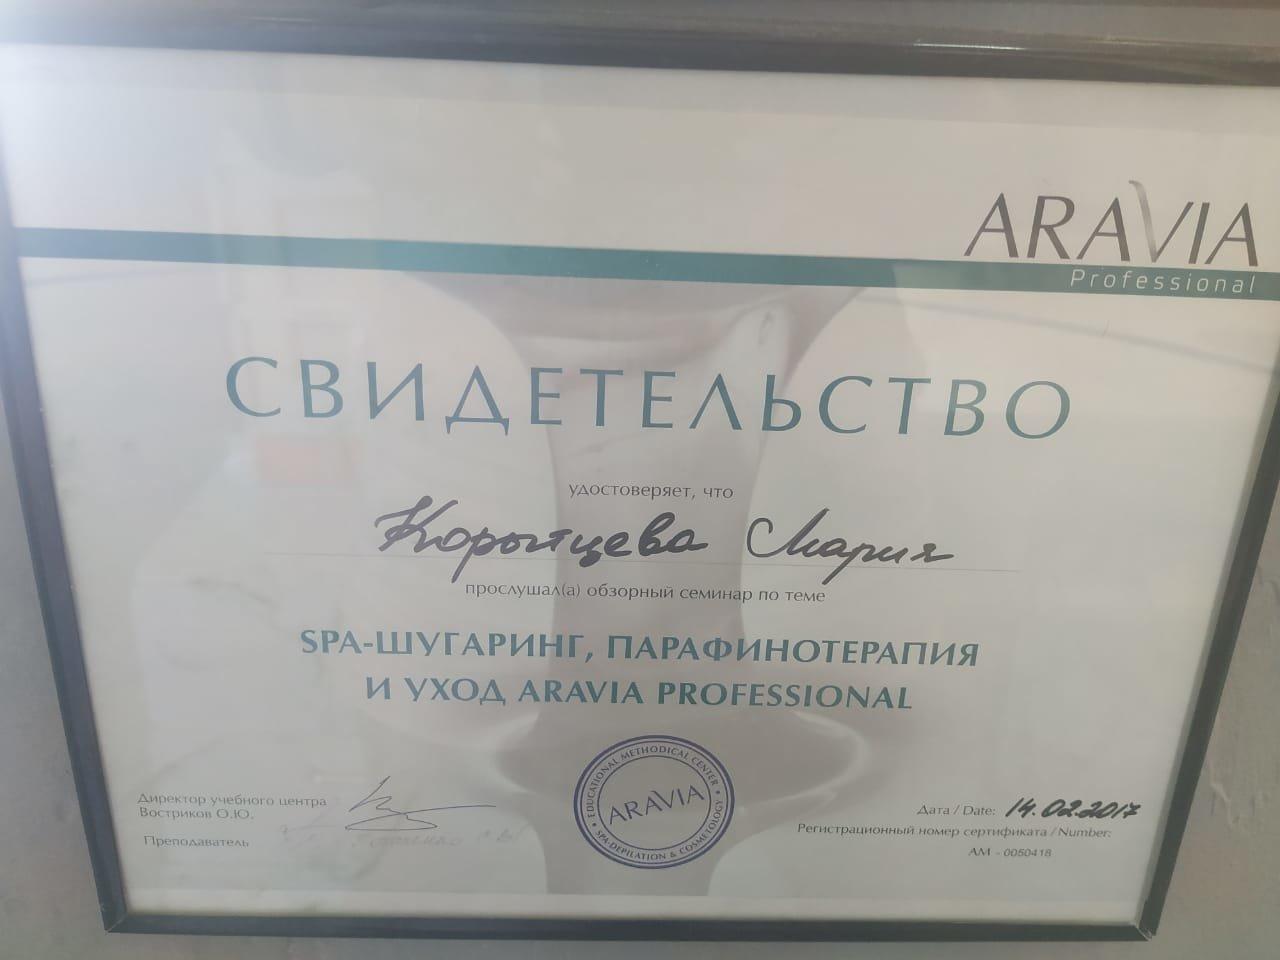 ARAVIA
Professional
СВИДЕТЕЛЬСТВО
удостоверяет, что
Корытцева Мария
прослушал(а) обзорный семинар по теме
SPA-ШУГАРИНГ, ПАРАФИНОТЕРАПИЯ
И УХОД ARAVIA PROFESSIONAL
Директор учебного центра
Востриков О.Ю.
Преподаватель
EDUCATIONAL METHODICAL CENTER
ARAVIA
SPA-DEPILATION & COSMETOLOGY
Дата / Date: 14.02.2017
Регистрационный номер сертификата / Number:
АМ - 0050418